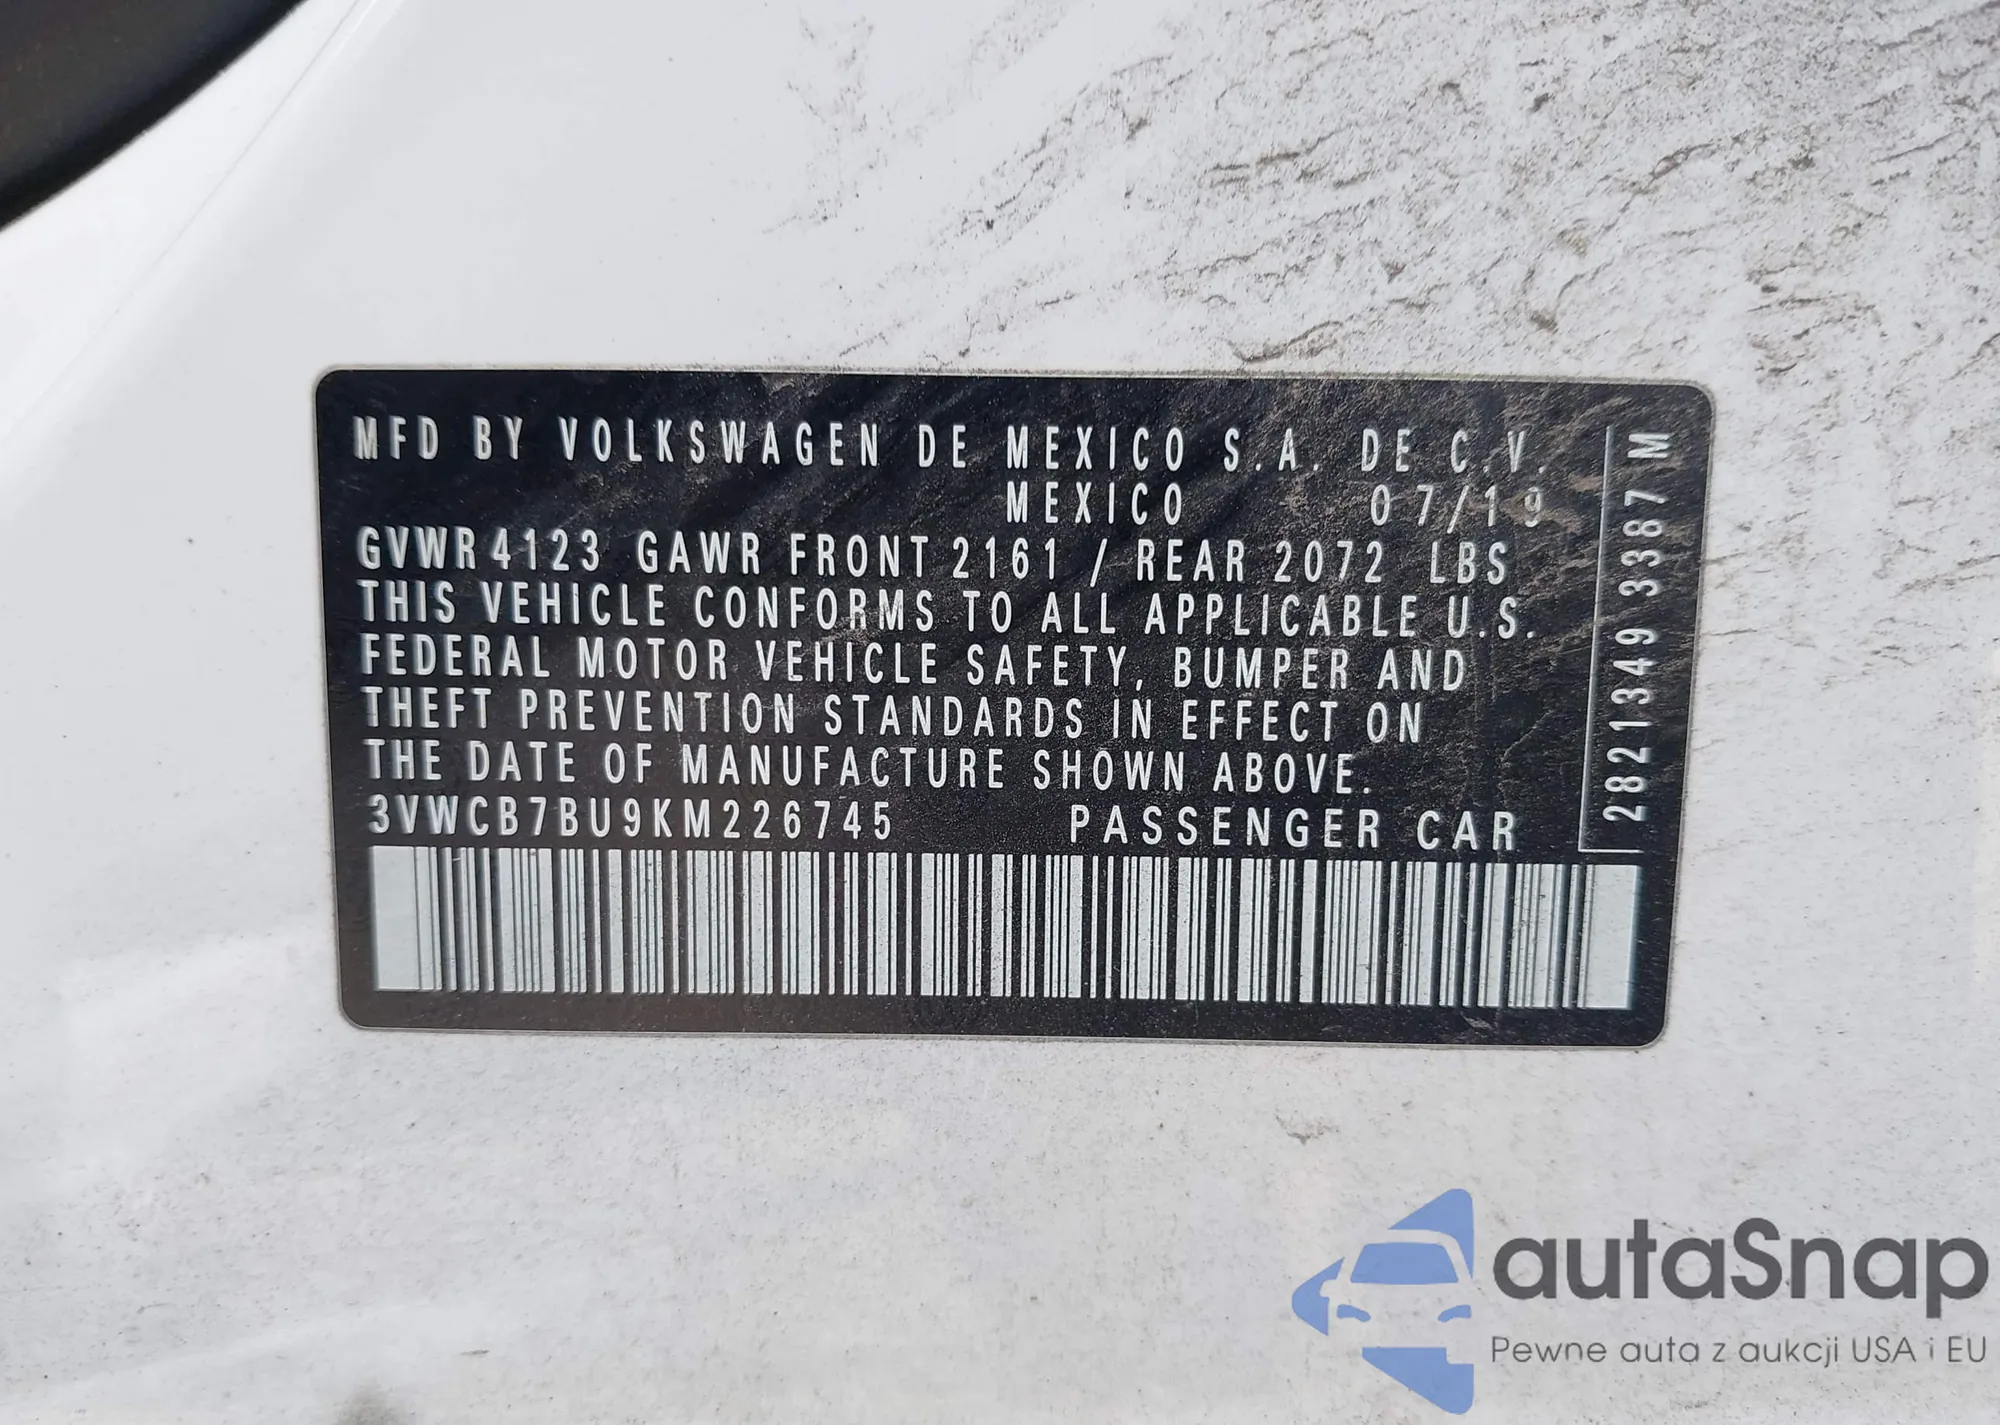 MFD BY VOLKSWAGEN DE MEXICO S.A. DE C.V.
MEXICO 07/19
GVWR 4123 GAWR FRONT 2161 / REAR 2072 LBS
THIS VEHICLE CONFORMS TO ALL APPLICABLE U.S.
FEDERAL MOTOR VEHICLE SAFETY, BUMPER AND
THEFT PREVENTION STANDARDS IN EFFECT ON
THE DATE OF MANUFACTURE SHOWN ABOVE.
3VWCB7BU9KM226745 PASSENGER CAR
2821349 3387 M
autaSnap
Pewne auta z aukcji USA i EU